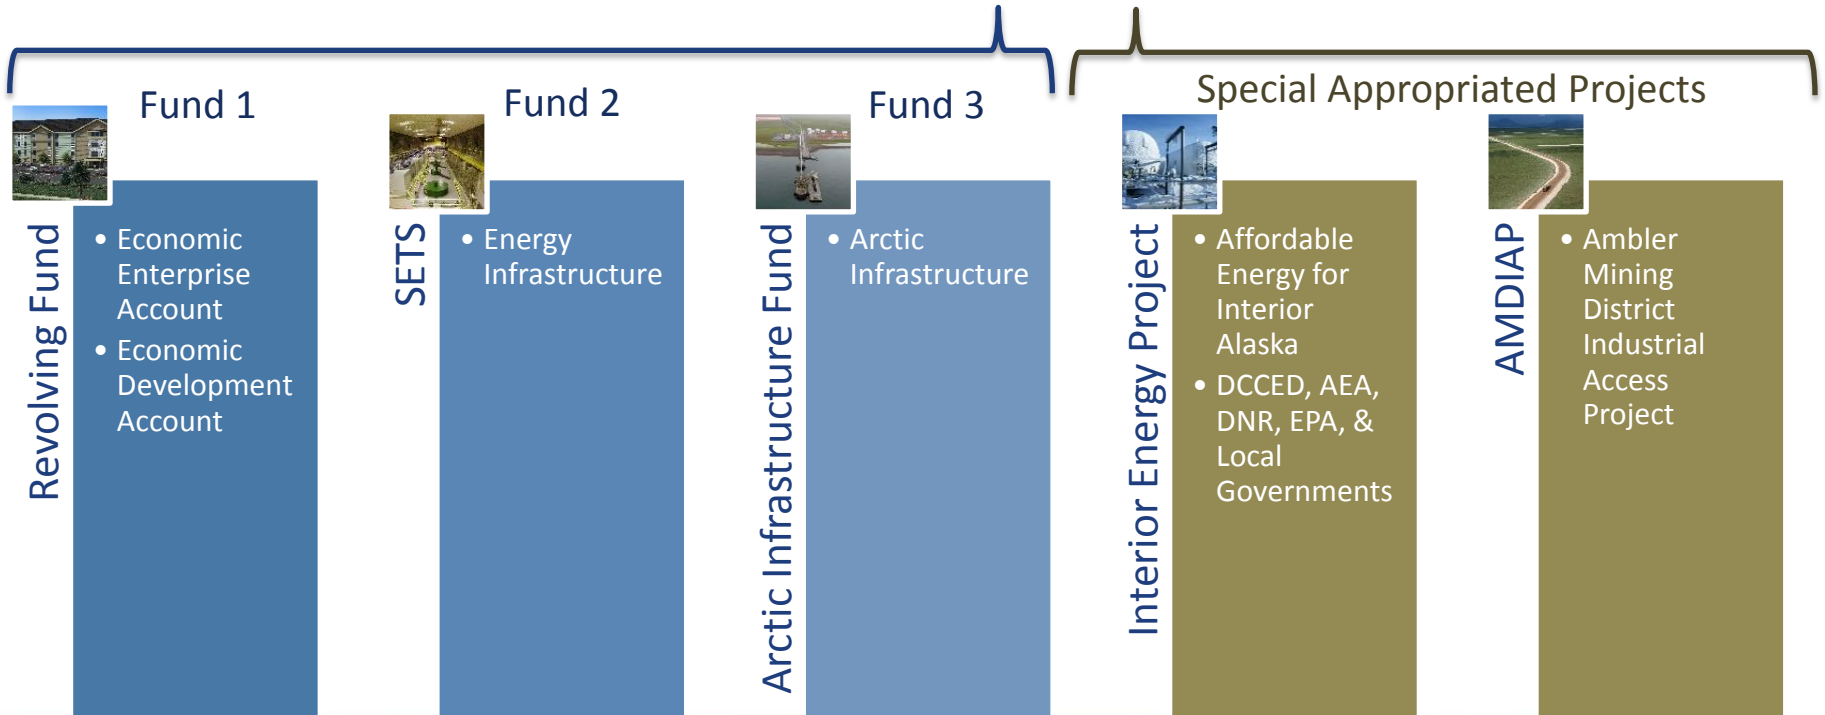 Fund 1
Fund 2
Fund 3
Special Appropriated Projects
Revolving Fund
• Economic
Enterprise
Account
• Economic
Development
Account
SETS
• Energy
Infrastructure
Arctic Infrastructure Fund
• Arctic
Infrastructure
Interior Energy Project
• Affordable
Energy for
Interior
Alaska
• DCCED, AEA,
DNR, EPA, &
Local
Governments
AMDIAP
• Ambler
Mining
District
Industrial
Access
Project